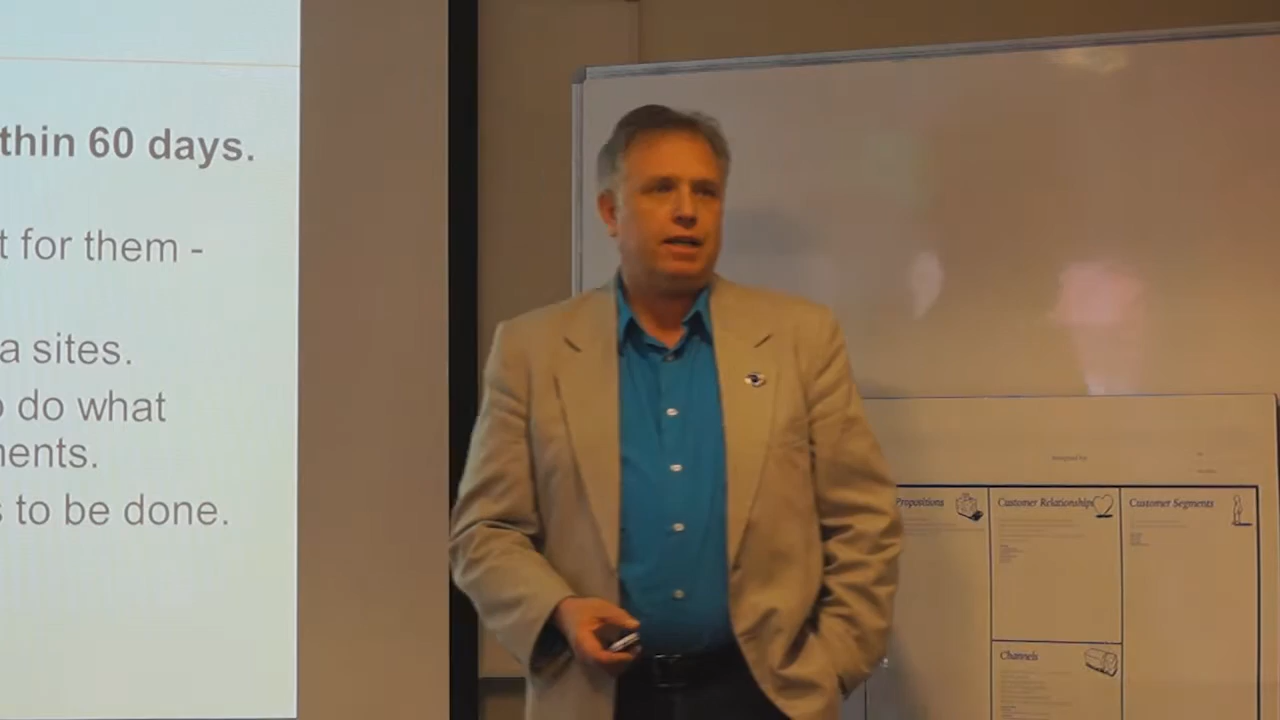 thin 60 days.
t for them -
a sites.
o do what
nents.
s to be done.
Propositions
Customer Relationships
Customer Segments
Channels